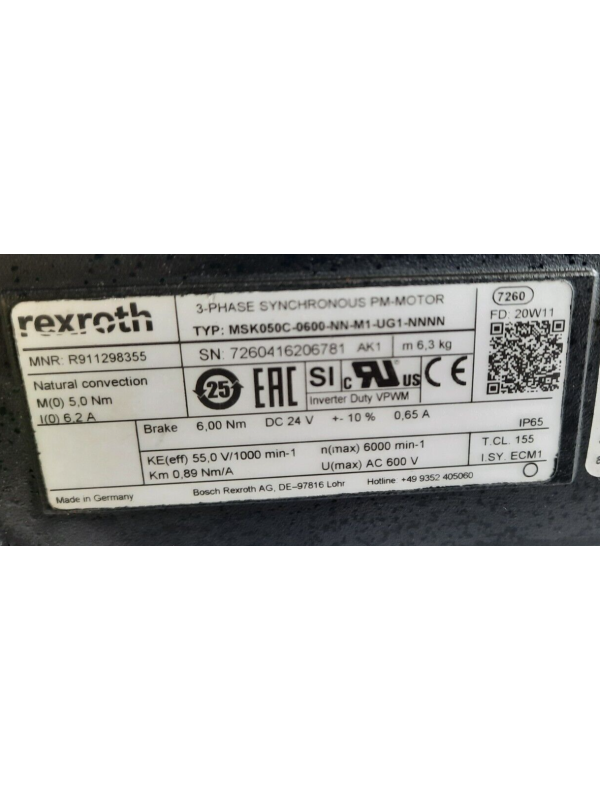 rexroth
3-PHASE SYNCHRONOUS PM-MOTOR
7260
TYP: MSK050C-0600-NN-M1-UG1-NNNN
FD: 20W11
MNR: R911298355
SN: 7260416206781 AK1 m 6,3 kg
Natural convection
M(0) 5,0 Nm
I(0) 6,2 A
25
EAC
SI
c RU us
CE
Inverter Duty VPWM
Brake 6,00 Nm DC 24 V +- 10 % 0,65 A
IP65
KE(eff) 55,0 V/1000 min-1 n(max) 6000 min-1
T.CL. 155
Km 0,89 Nm/A U(max) AC 600 V
I.SY. ECM1
Made in Germany
Bosch Rexroth AG, DE-97816 Lohr Hotline +49 9352 405060